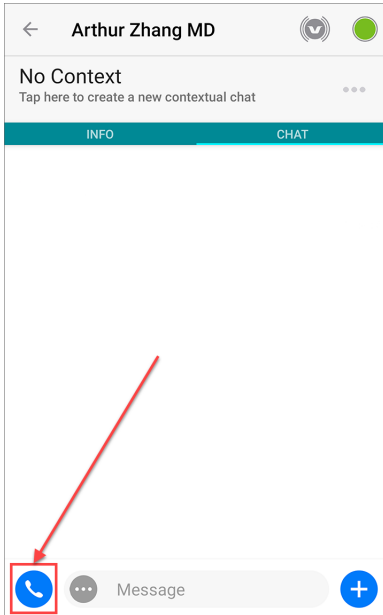 Arthur Zhang MD
No Context
Tap here to create a new contextual chat
INFO
CHAT
Message